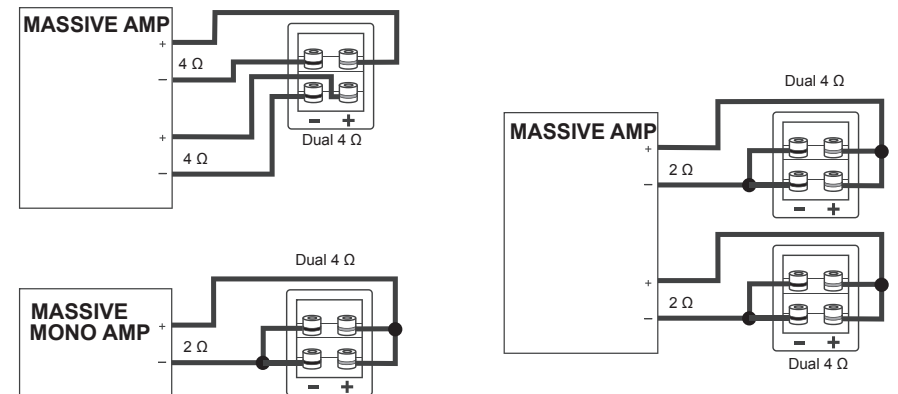 MASSIVE AMP
+
4 Ω
−
+
4 Ω
−
− +
Dual 4 Ω
Dual 4 Ω
MASSIVE
MONO AMP
+
2 Ω
−
− +
Dual 4 Ω
MASSIVE AMP
+
2 Ω
−
− +
+
2 Ω
−
− +
Dual 4 Ω